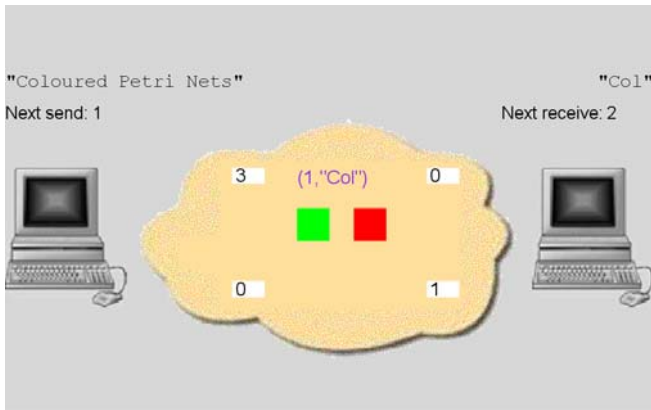 "Coloured Petri Nets"
"Col"
Next send: 1
Next receive: 2
3
(1,"Col")
0
0
1